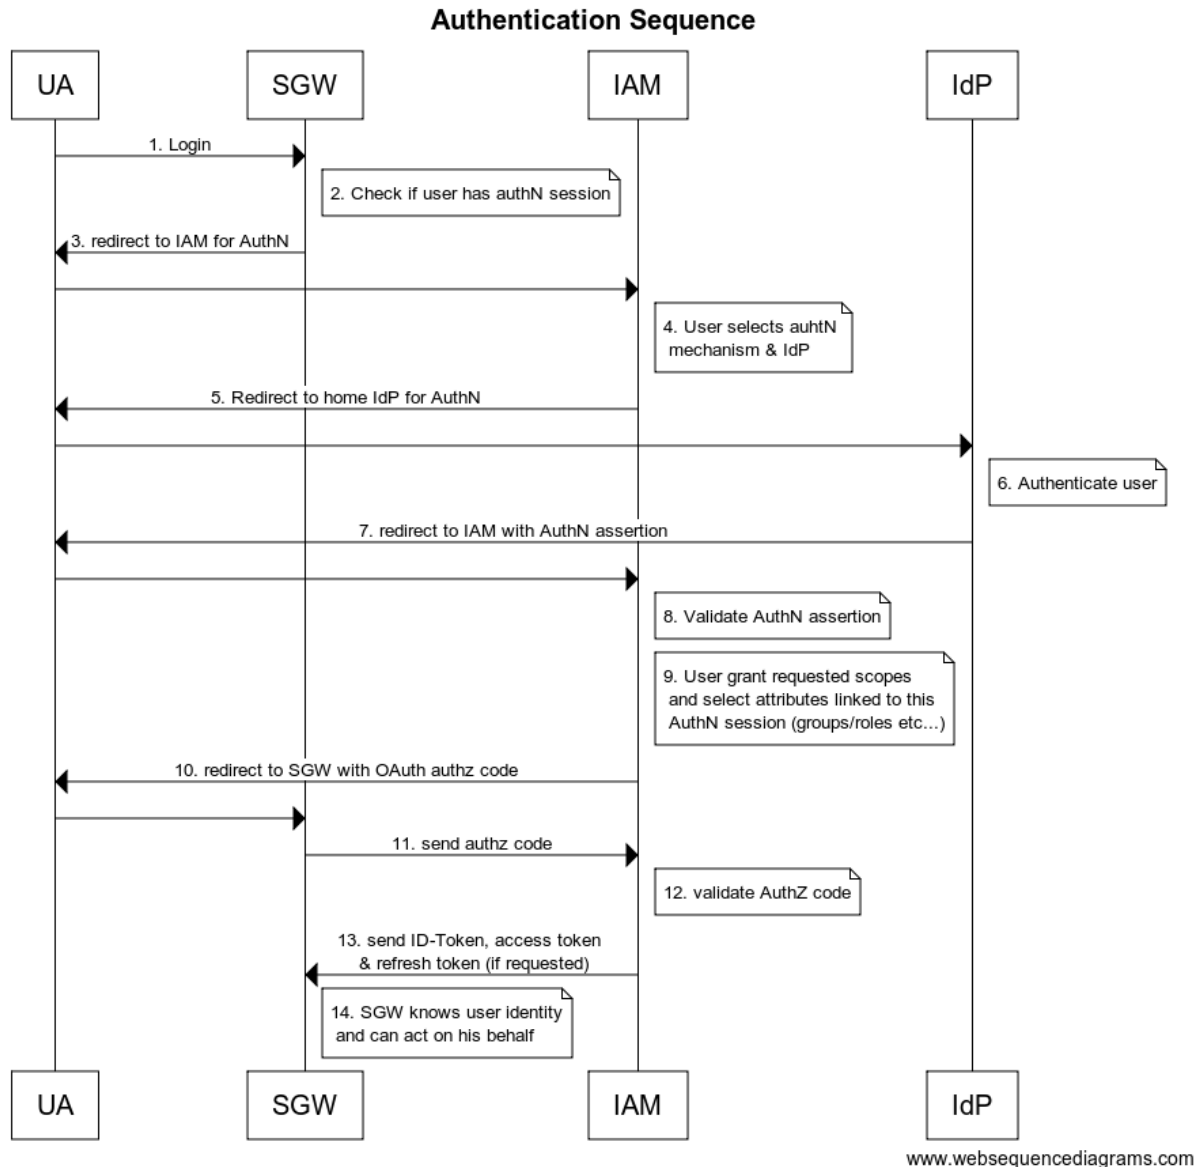 Authentication Sequence
UA
SGW
IAM
IdP
1. Login
2. Check if user has authN session
3. redirect to IAM for AuthN
4. User selects auhtN
mechanism & IdP
5. Redirect to home IdP for AuthN
6. Authenticate user
7. redirect to IAM with AuthN assertion
8. Validate AuthN assertion
9. User grant requested scopes
and select attributes linked to this
AuthN session (groups/roles etc...)
10. redirect to SGW with OAuth authz code
11. send authz code
12. validate AuthZ code
13. send ID-Token, access token
& refresh token (if requested)
14. SGW knows user identity
and can act on his behalf
UA
SGW
IAM
IdP
www.websequencediagrams.com